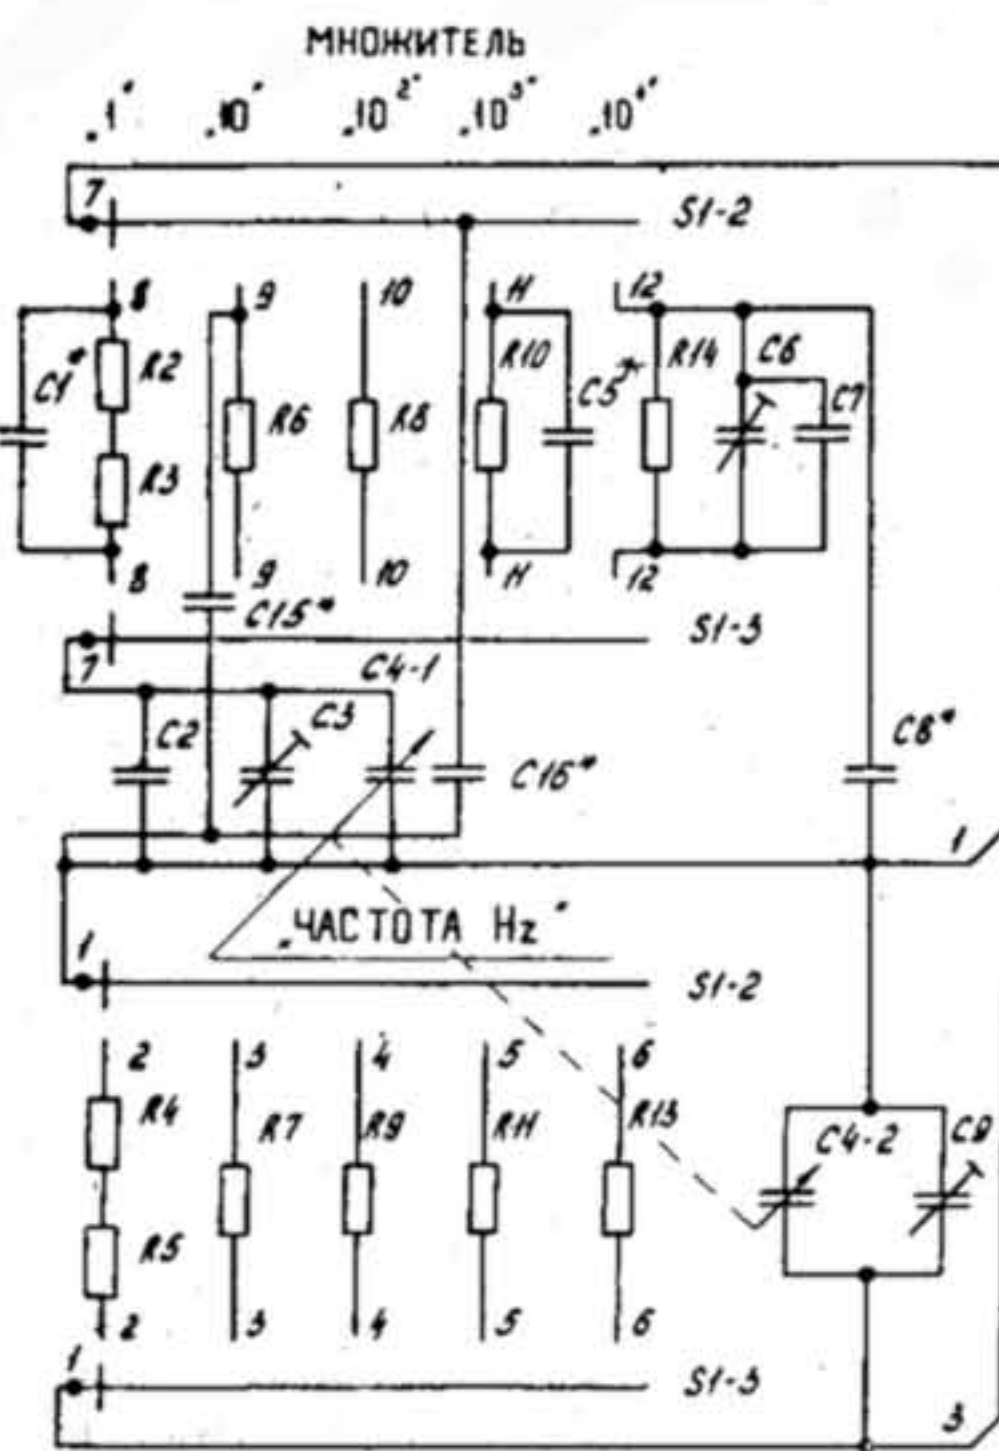 МНОЖИТЕЛЬ
„1" „10" „10²" „10³" „10⁴"
7 S1-2
8 9 10 11 12
C1* R2 R6 R8 R10 C5* R14 C6 C7
R3
8 9 10 11 12
C15*
S1-3
7 C4-1
C2 C3 C16* C8*
1
„ЧАСТОТА Hz"
1 S1-2
2 3 4 5 6
R4 R7 R9 R11 R13 C4-2 C9
R5
2 3 4 5 6
1 S1-3
3